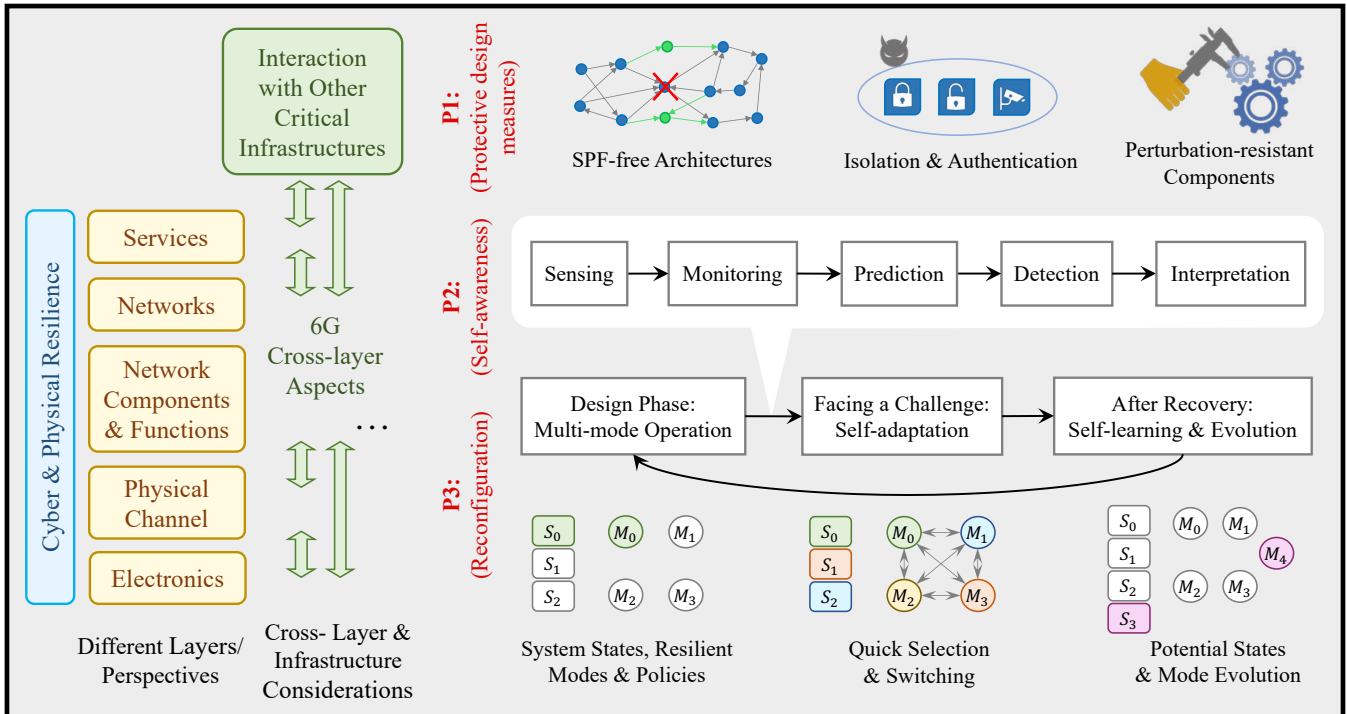 Interaction
with Other
Critical
Infrastructures
Cyber & Physical Resilience
Services
Networks
Network
Components
& Functions
Physical
Channel
Electronics
6G
Cross-layer
Aspects
...
Different Layers/
Perspectives
Cross- Layer &
Infrastructure
Considerations
P1:
(Protective design
measures)
SPF-free Architectures
Isolation & Authentication
Perturbation-resistant
Components
P2:
(Self-awareness)
Sensing
Monitoring
Prediction
Detection
Interpretation
P3:
(Reconfiguration)
Design Phase:
Multi-mode Operation
Facing a Challenge:
Self-adaptation
After Recovery:
Self-learning & Evolution
S₀ M₀ M₁
S₁
S₂ M₂ M₃
System States, Resilient
Modes & Policies
S₀ M₀ M₁
S₁
S₂ M₂ M₃
Quick Selection
& Switching
S₀ M₀ M₁
S₁ M₄
S₂ M₂ M₃
S₃
Potential States
& Mode Evolution